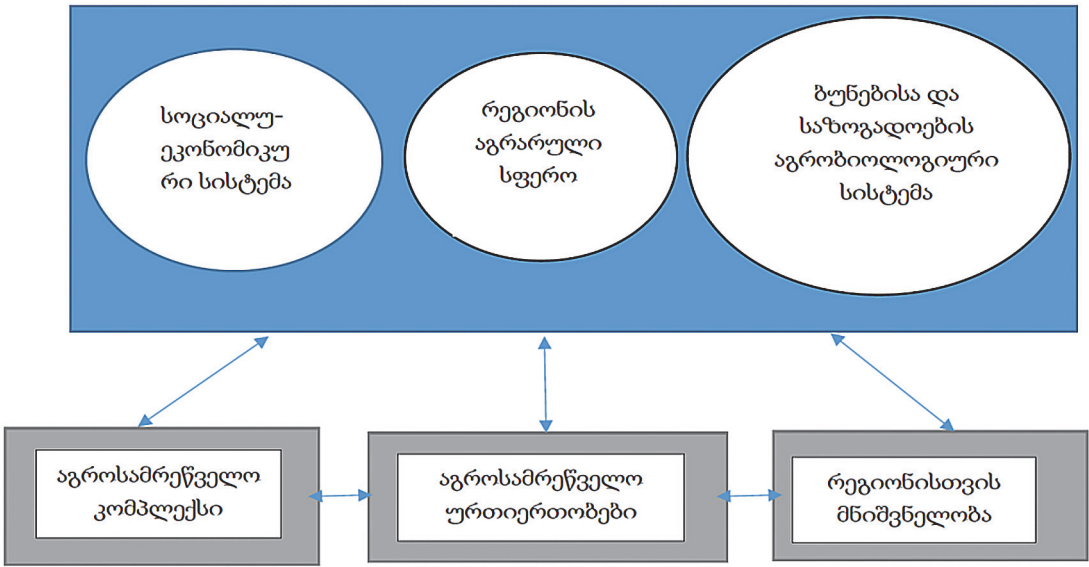 სოციალუ-
ეკონომიკუ
რი სისტემა
რეგიონის
აგრარული
სფერო
ბუნებისა და
საზოგადოების
აგრობიოლოგიური
სისტემა
აგროსამრეწველო
კომპლექსი
აგროსამრეწველო
ურთიერთობები
რეგიონისთვის
მნიშვნელობა